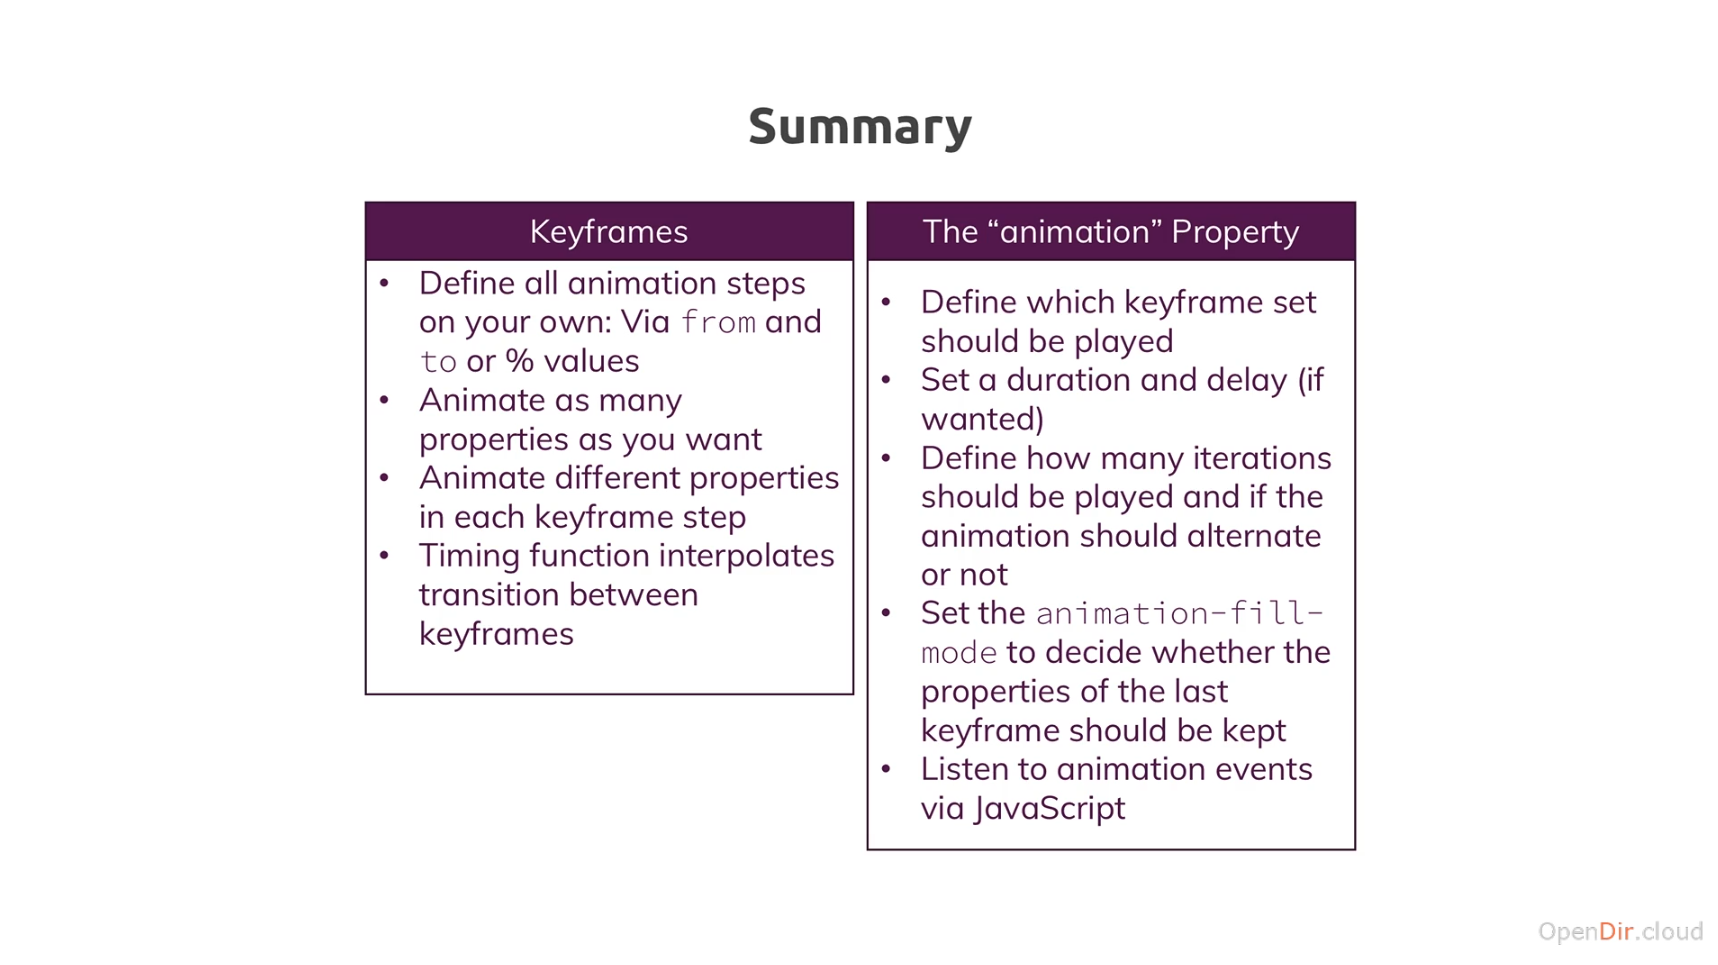 Summary
Keyframes
• Define all animation steps
on your own: Via from and
to or % values
• Animate as many
properties as you want
• Animate different properties
in each keyframe step
• Timing function interpolates
transition between
keyframes
The “animation” Property
• Define which keyframe set
should be played
• Set a duration and delay (if
wanted)
• Define how many iterations
should be played and if the
animation should alternate
or not
• Set the animation-fill-
mode to decide whether the
properties of the last
keyframe should be kept
• Listen to animation events
via JavaScript
OpenDir.cloud